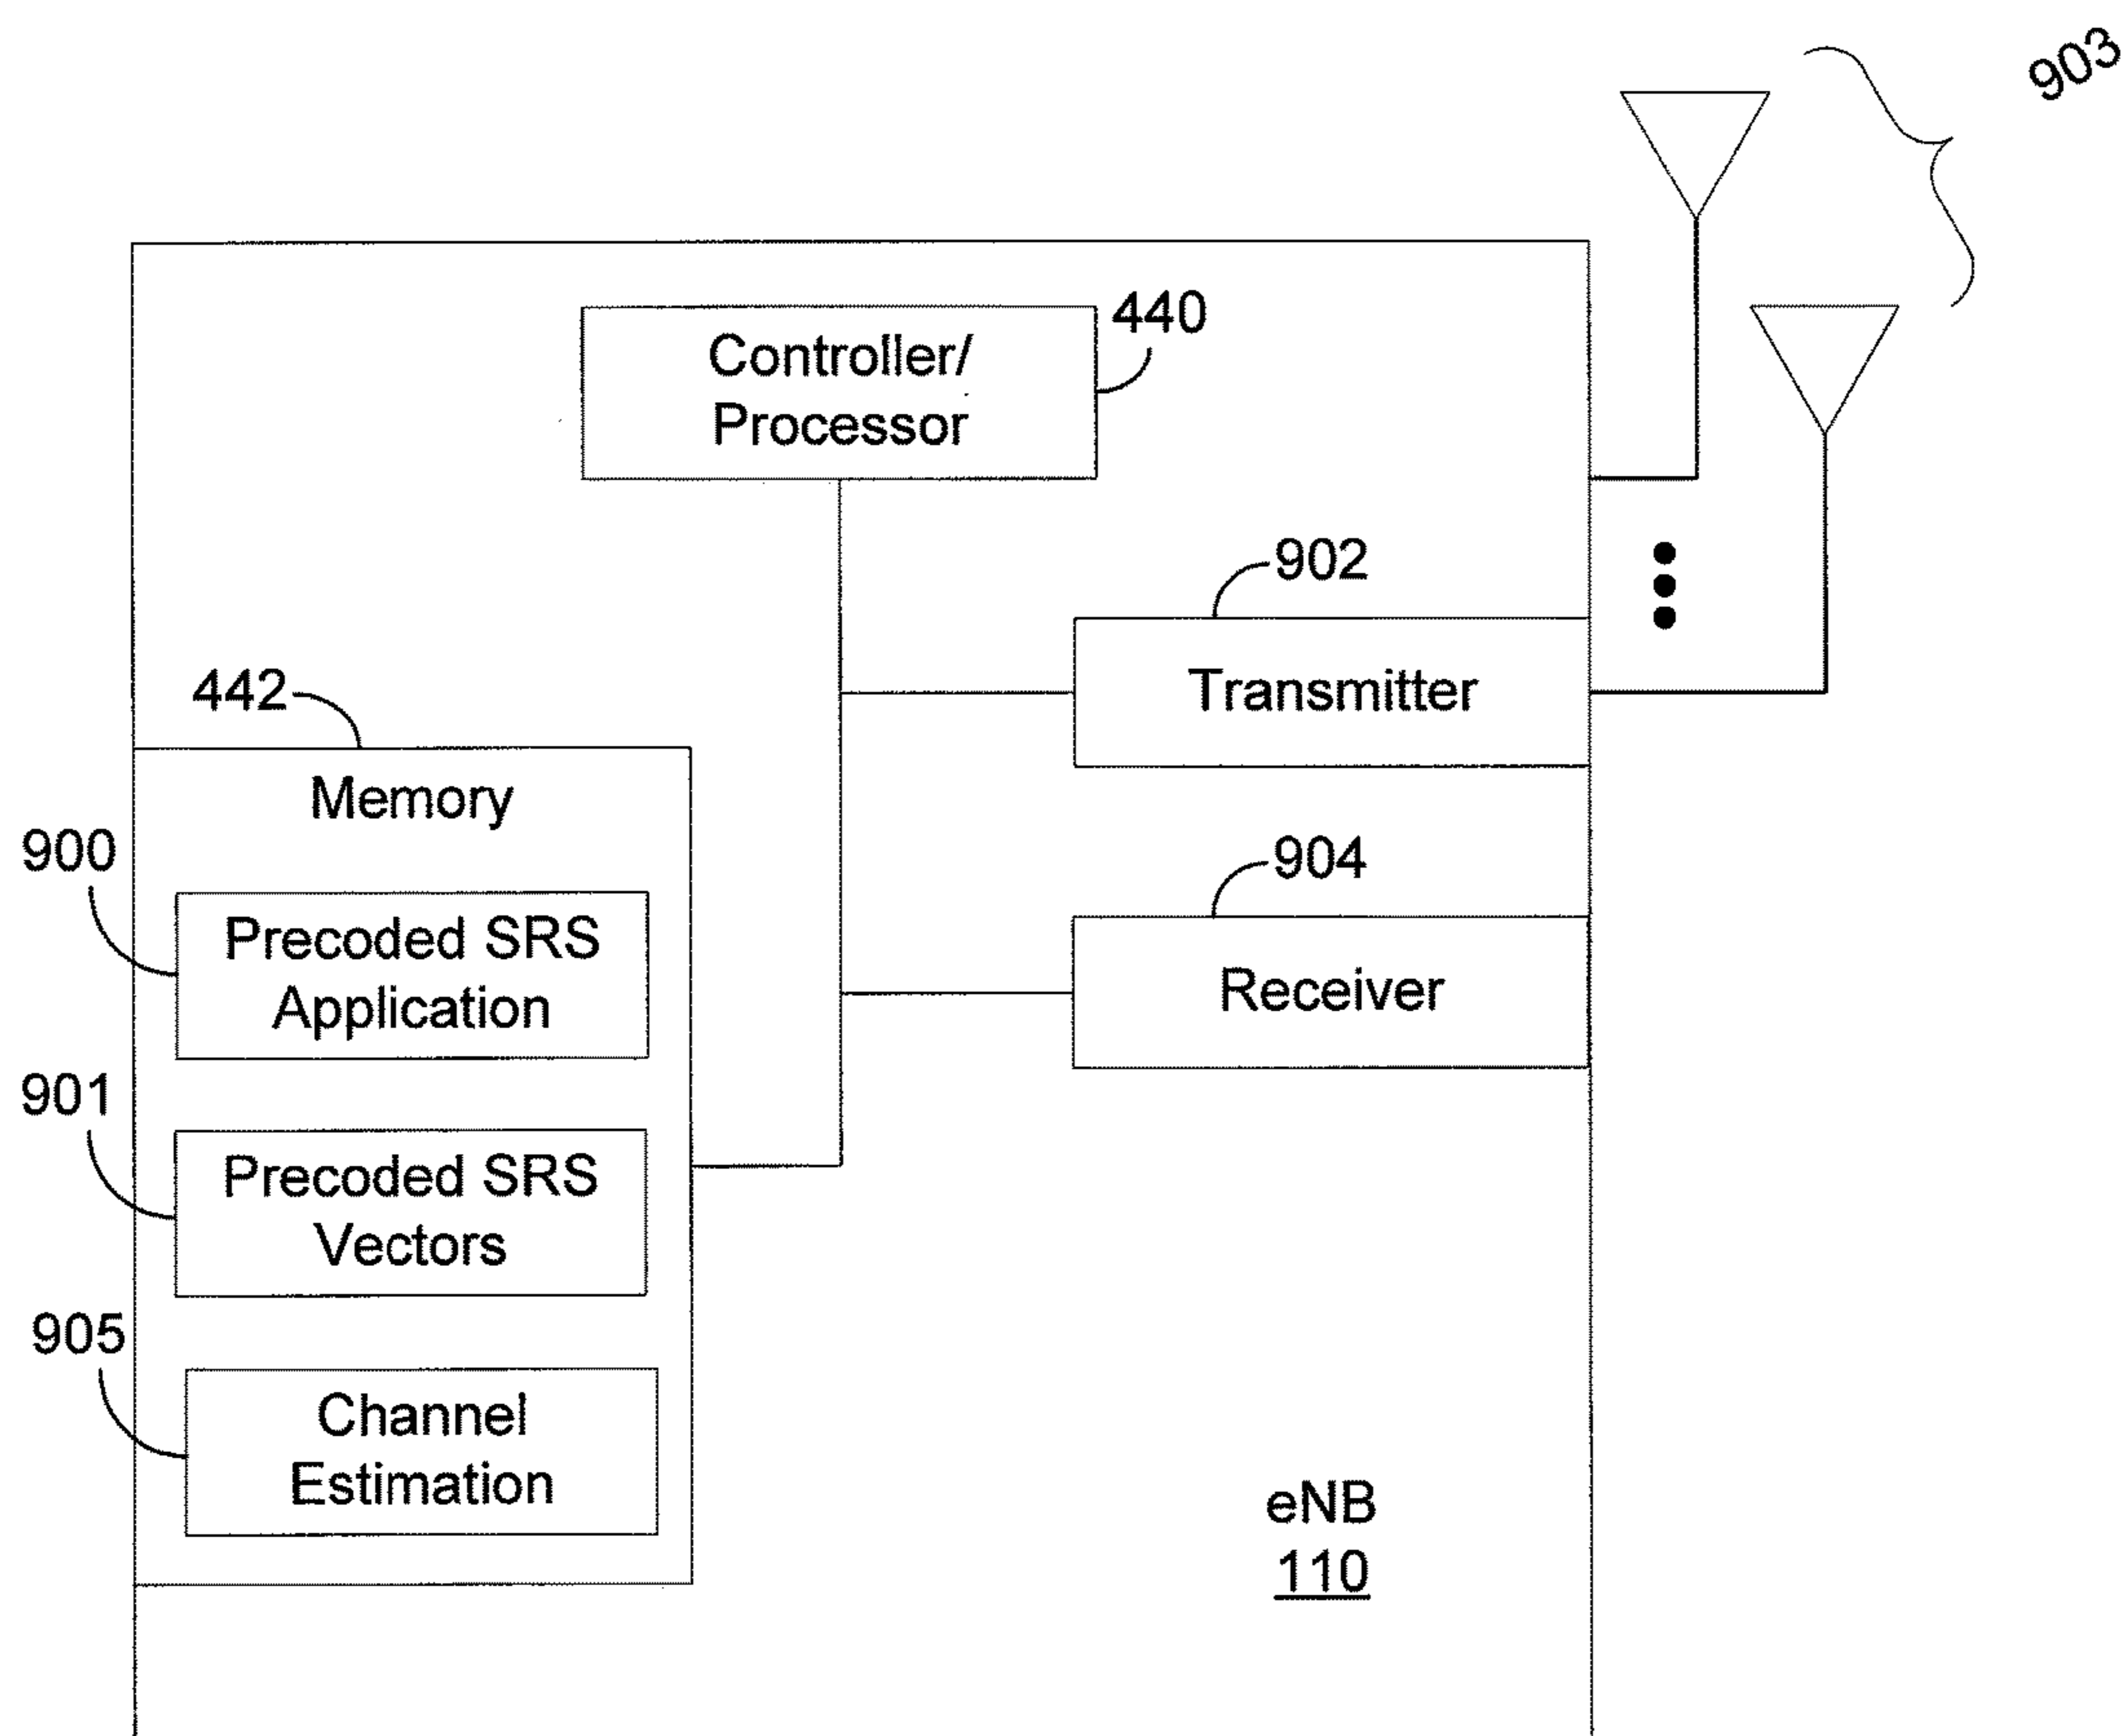 903
440
Controller/
Processor
902
Transmitter
442
Memory
900
904
Precoded SRS
Application
Receiver
901
Precoded SRS
Vectors
905
Channel
Estimation
eNB
110